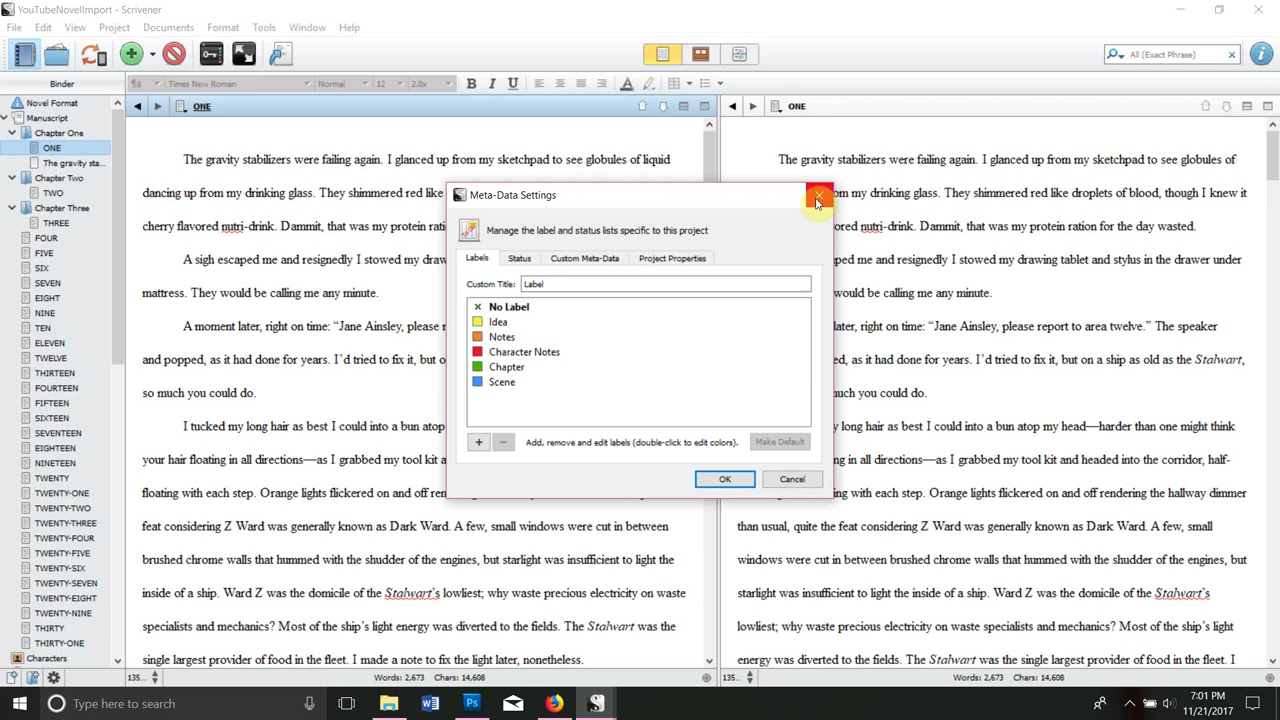 YouTubeNovelImport - Scrivener
File Edit View Project Documents Format Tools Window Help
All (Exact Phrase)
Binder
Times New Roman Normal 12 2.0x B I U A
Novel Format
Manuscript
Chapter One
ONE
The gravity sta...
Chapter Two
TWO
Chapter Three
THREE
FOUR
FIVE
SIX
SEVEN
EIGHT
NINE
TEN
ELEVEN
TWELVE
THIRTEEN
FOURTEEN
FIFTEEN
SIXTEEN
SEVENTEEN
EIGHTEEN
NINETEEN
TWENTY
TWENTY-ONE
TWENTY-TWO
TWENTY-THREE
TWENTY-FOUR
TWENTY-FIVE
TWENTY-SIX
TWENTY-SEVEN
TWENTY-EIGHT
TWENTY-NINE
THIRTY
THIRTY-ONE
Characters
ONE
The gravity stabilizers were failing again. I glanced up from my sketchpad to see globules of liquid
dancing up from my drinking glass. They shimmered red like
cherry flavored nutri-drink. Dammit, that was my protein ratio
A sigh escaped me and resignedly I stowed my draw
mattress. They would be calling me any minute.
A moment later, right on time: “Jane Ainsley, please r
and popped, as it had done for years. I’d tried to fix it, but o
so much you could do.
I tucked my long hair as best I could into a bun atop
your hair floating in all directions—as I grabbed my tool kit
floating with each step. Orange lights flickered on and off ren
feat considering Z Ward was generally known as Dark Ward. A few, small windows were cut in between
brushed chrome walls that hummed with the shudder of the engines, but starlight was insufficient to light the
inside of a ship. Ward Z was the domicile of the Stalwart’s lowliest; why waste precious electricity on waste
specialists and mechanics? Most of the ship’s light energy was diverted to the fields. The Stalwart was the
single largest provider of food in the fleet. I made a note to fix the light later, nonetheless.
135... Words: 2,673 Chars: 14,608
ONE
The gravity stabilizers were failing again. I glanced up from my sketchpad to see globules of
om my drinking glass. They shimmered red like droplets of blood, though I knew it
ored nutri-drink. Dammit, that was my protein ration for the day wasted.
ped me and resignedly I stowed my drawing tablet and stylus in the drawer under
would be calling me any minute.
later, right on time: “Jane Ainsley, please report to area twelve.” The speaker
, as it had done for years. I’d tried to fix it, but on a ship as old as the Stalwart,
you could do.
my long hair as best I could into a bun atop my head—harder than one might think
floating in all directions—as I grabbed my tool kit and headed into the corridor, half-
th each step. Orange lights flickered on and off rendering the hallway dimmer
than usual, quite the feat considering Z Ward was generally known as Dark Ward. A few, small
windows were cut in between brushed chrome walls that hummed with the shudder of the engines, but
starlight was insufficient to light the inside of a ship. Ward Z was the domicile of the Stalwart’s
lowliest; why waste precious electricity on waste specialists and mechanics? Most of the ship’s light
energy was diverted to the fields. The Stalwart was the single largest provider of food in the fleet. I
135... Words: 2,673 Chars: 14,608
Meta-Data Settings
Manage the label and status lists specific to this project
Labels Status Custom Meta-Data Project Properties
Custom Title: Label
No Label
Idea
Notes
Character Notes
Chapter
Scene
Add, remove and edit labels (double-click to edit colors). Make Default
OK Cancel
Type here to search
7:01 PM
11/21/2017